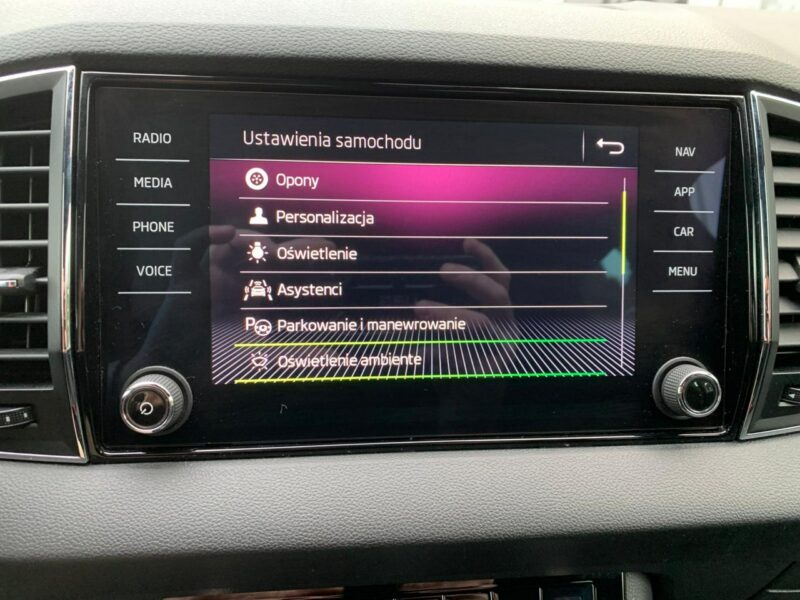 Ustawienia samochodu
RADIO
MEDIA
PHONE
VOICE
Opony
Personalizacja
Oświetlenie
Asystenci
Parkowanie i manewrowanie
Oświetlenie ambiente
NAV
APP
CAR
MENU